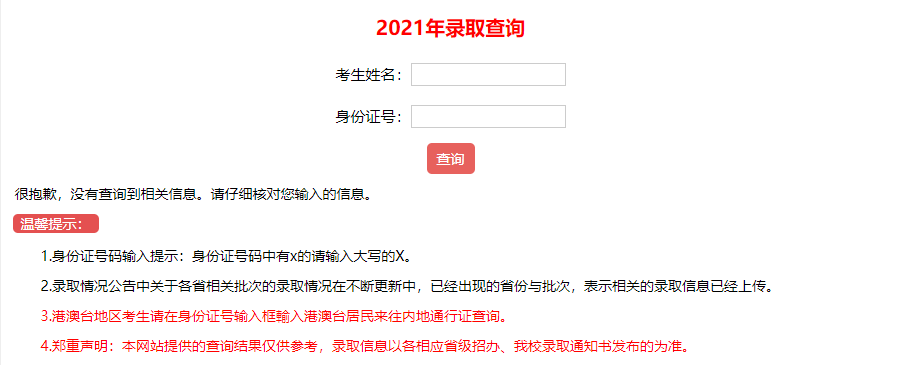 2021年录取查询
考生姓名：
身份证号：
查询
很抱歉，没有查询到相关信息。请仔细核对您输入的信息。
温馨提示：
1.身份证号码输入提示：身份证号码中有x的请输入大写的X。
2.录取情况公告中关于各省相关批次的录取情况在不断更新中，已经出现的省份与批次，表示相关的录取信息已经上传。
3.港澳台地区考生请在身份证号输入框输入港澳台居民来往内地通行证查询。
4.郑重声明：本网站提供的查询结果仅供参考，录取信息以各相应省级招办、我校录取通知书发布的为准。